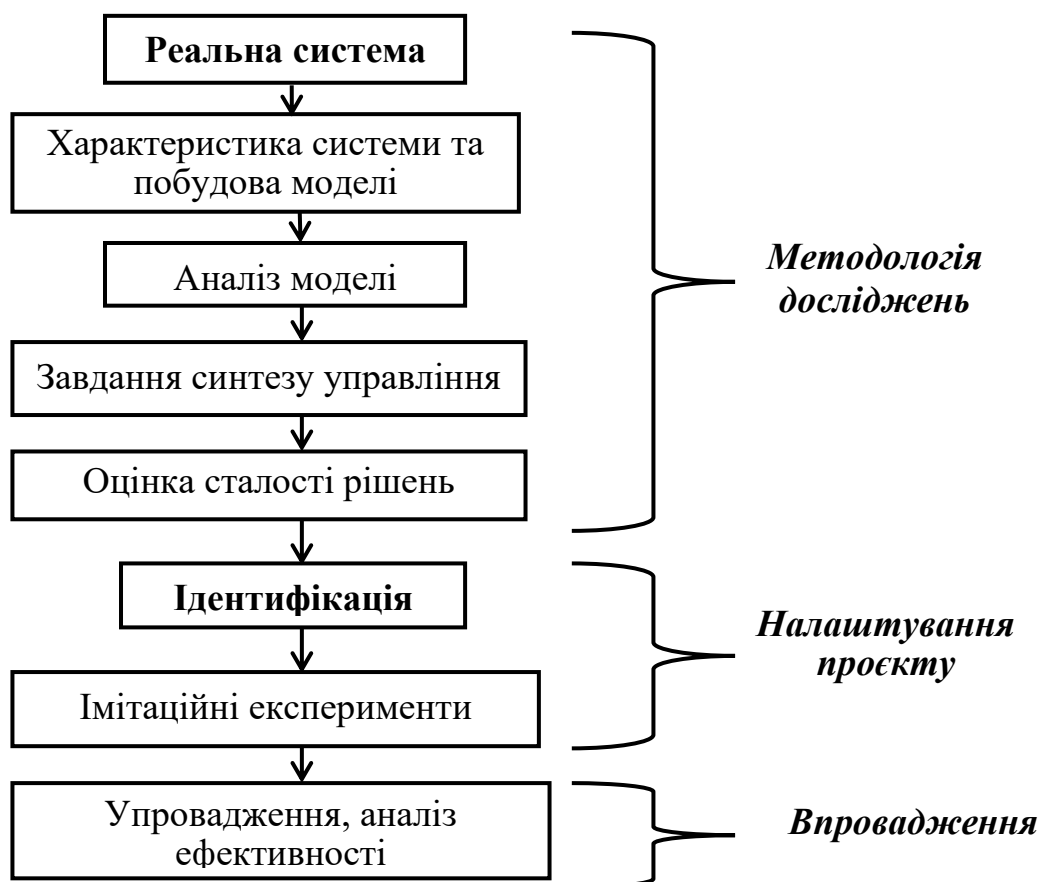 Реальна система
Характеристика системи та
побудова моделі
Аналіз моделі
Завдання синтезу управління
Оцінка сталості рішень
Методологія
досліджень
Ідентифікація
Імітаційні експерименти
Налаштування
проєкту
Упровадження, аналіз
ефективності
Впровадження